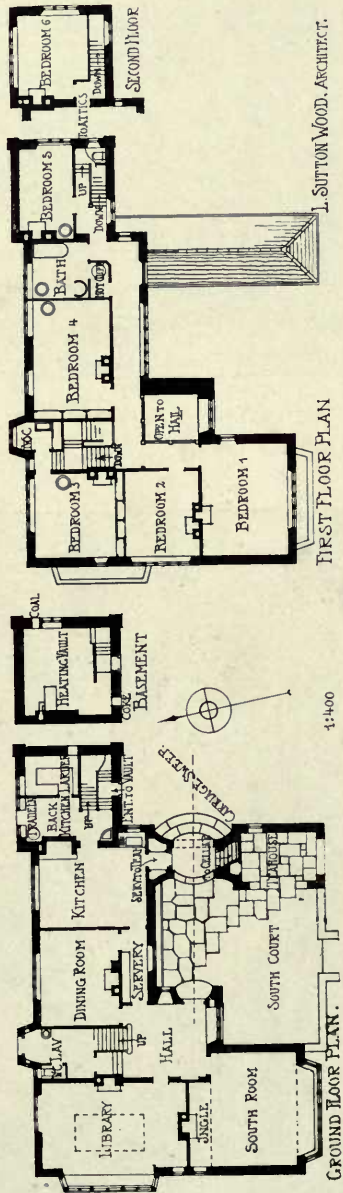 BEDROOM 6
DOWN
SECOND FLOOR
TO ATTICS
BEDROOM 5
UP
DOWN
BATH
BEDROOM 4
BEDROOM 3
DOWN
OPEN TO
HALL
BEDROOM 2
BEDROOM 1
FIRST FLOOR PLAN
L. SUTTON WOOD. ARCHITECT.
COAL
HEATING VAULT
COKE
BASEMENT
1:400
BACK
KITCHEN
LARDER
UP
ENT. TO VAULT
KITCHEN
CARRIAGE SWEEP
DINING ROOM
SERVERY
TEAHOUSE
LAV
UP
HALL
SOUTH COURT
LIBRARY
INGLE
SOUTH ROOM
GROUND FLOOR PLAN.